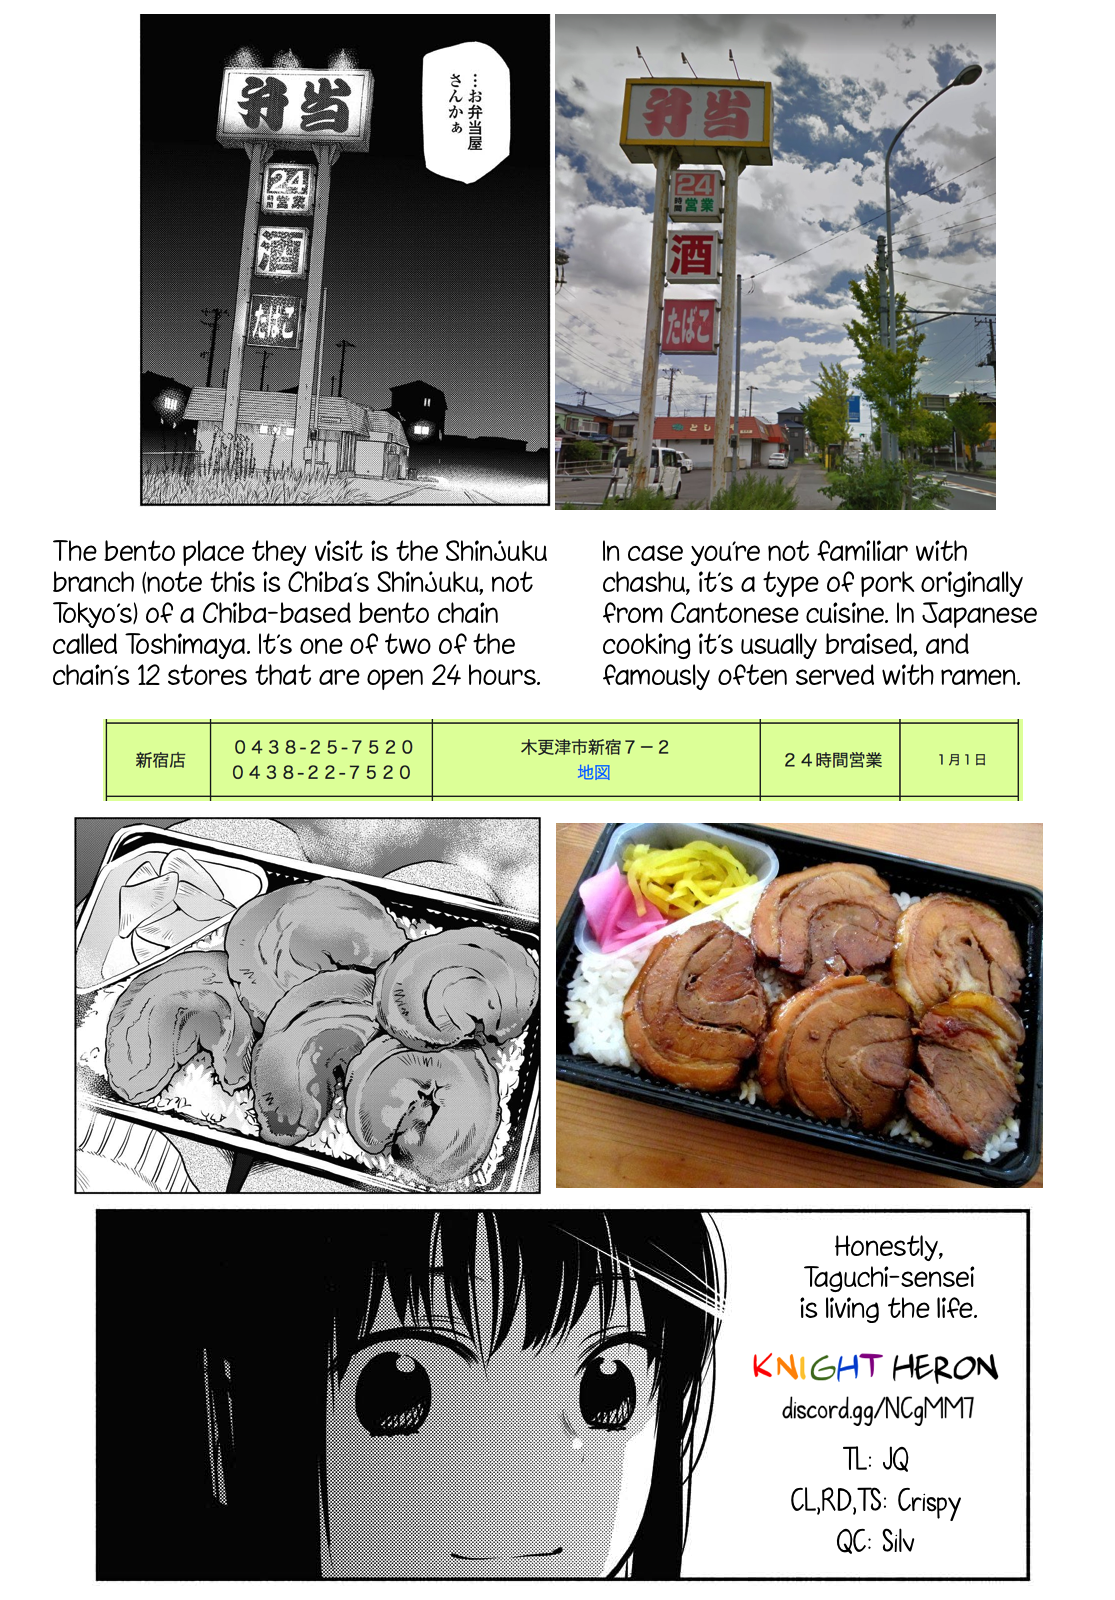 弁当
24
時間
営業
酒
たばこ
…お弁当屋
さんかぁ
弁当
24
時間
営業
酒
たばこ
とし
The bento place they visit is the Shinjuku
branch (note this is Chiba's Shinjuku, not
Tokyo's) of a Chiba-based bento chain
called Toshimaya. It's one of two of the
chain's 12 stores that are open 24 hours.
In case you're not familiar with
chashu, it's a type of pork originally
from Cantonese cuisine. In Japanese
cooking it's usually braised, and
famously often served with ramen.
新宿店
0438-25-7520
0438-22-7520
木更津市新宿7－2
地図
24時間営業
1月1日
Honestly,
Taguchi-sensei
is living the life.
KNIGHT HERON
discord.gg/NCgMM7
TL: JQ
CL,RD,TS: Crispy
QC: Silv